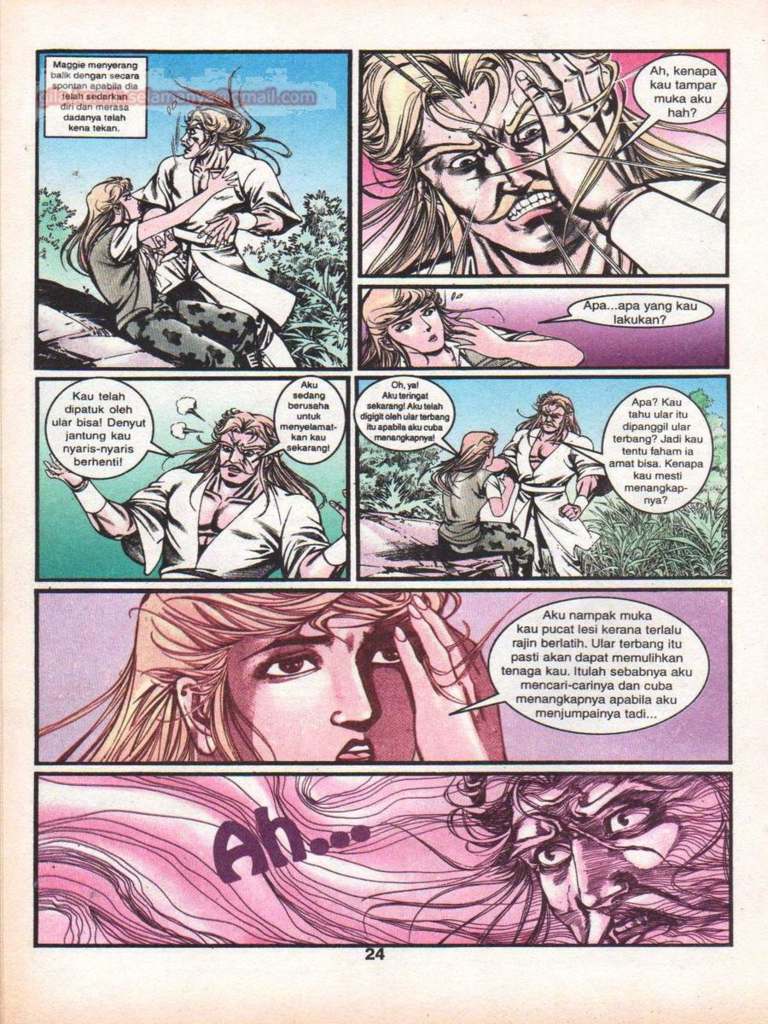 Maggie menyerang
balik dengan secara
spontan apabila dia
telah sedarkan
diri dan merasa
dadanya telah
kena tekan.
Ah, kenapa
kau tampar
muka aku
hah?
Apa...apa yang kau
lakukan?
Kau telah
dipatuk oleh
ular bisa! Denyut
jantung kau
nyaris-nyaris
berhenti!
Aku
sedang
berusaha
untuk
menyelamat-
kan kau
sekarang!
Oh, ya!
Aku teringat
sekarang! Aku telah
digigit oleh ular terbang
itu apabila aku cuba
menangkapnya!
Apa? Kau
tahu ular itu
dipanggil ular
terbang? Jadi kau
tentu faham ia
amat bisa. Kenapa
kau mesti
menangkap-
nya?
Aku nampak muka
kau pucat lesi kerana terlalu
rajin berlatih. Ular terbang itu
pasti akan dapat memulihkan
tenaga kau. Itulah sebabnya aku
mencari-carinya dan cuba
menangkapnya apabila aku
menjumpainya tadi...
Ah...
24